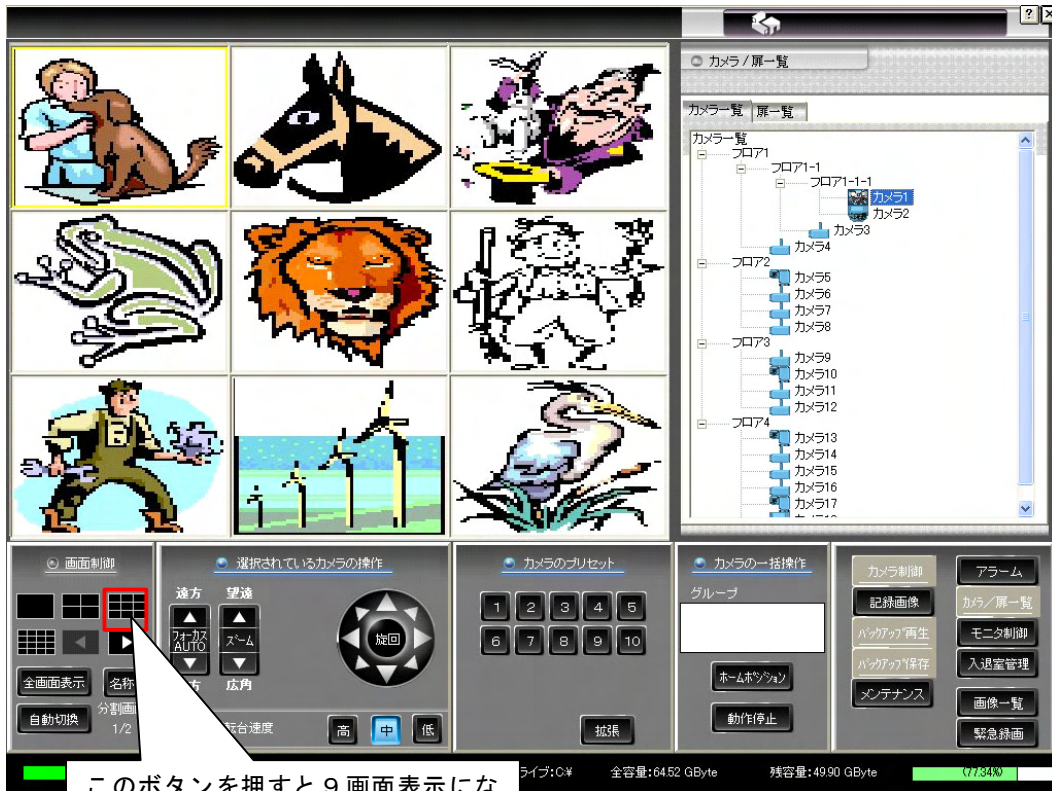 ?
カメラ/扉一覧
カメラ一覧 扉一覧
カメラ一覧
フロア1
フロア1-1
フロア1-1-1
カメラ1
カメラ2
カメラ3
カメラ4
フロア2
カメラ5
カメラ6
カメラ7
カメラ8
フロア3
カメラ9
カメラ10
カメラ11
カメラ12
フロア4
カメラ13
カメラ14
カメラ15
カメラ16
カメラ17
画面制御
全画面表示
名称
自動切換
分割画
1/2
選択されているカメラの操作
遠方 望遠
フォーカス
AUTO
ズーム
方 広角
旋回
転台速度
高 中 低
カメラのプリセット
1 2 3 4 5
6 7 8 9 10
拡張
カメラの一括操作
グループ
ホームポジション
動作停止
カメラ制御 アラーム
記録画像 カメラ/扉一覧
バックアップ再生 モニタ制御
バックアップ保存 入退室管理
メンテナンス 画像一覧
緊急録画
ライブ:C:¥ 全容量:64.52 GByte 残容量:49.90 GByte (77.34%)
このボタンを押すと9画面表示にな